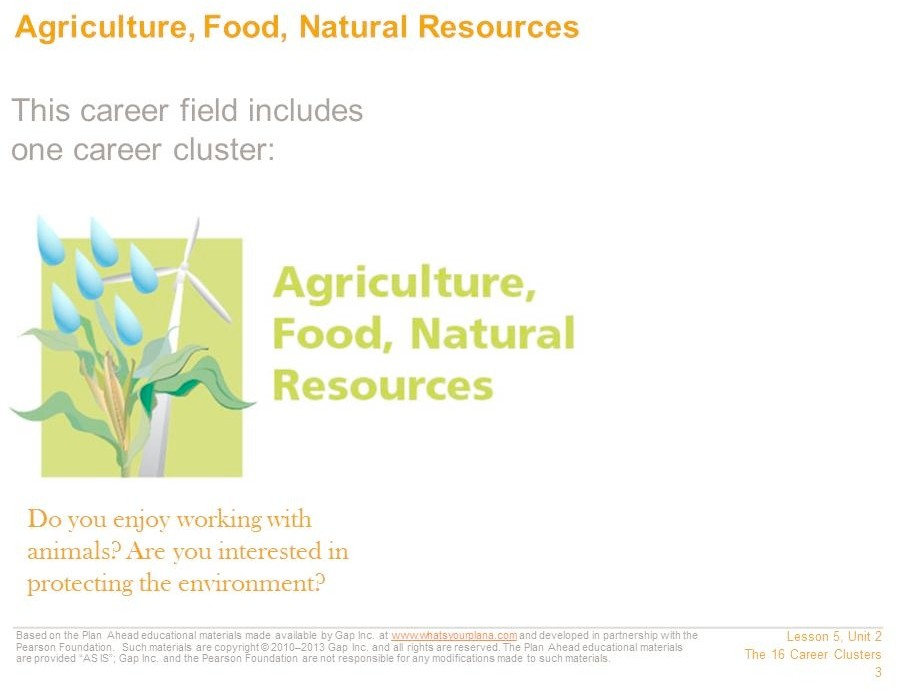 Agriculture, Food, Natural Resources
This career field includes
one career cluster:
Agriculture,
Food, Natural
Resources
Do you enjoy working with
animals? Are you interested in
protecting the environment?
Based on the Plan Ahead educational materials made available by Gap Inc. at www.whatsyourplana.com and developed in partnership with the
Pearson Foundation. Such materials are copyright © 2010–2013 Gap Inc. and all rights are reserved. The Plan Ahead educational materials
are provided “AS IS”; Gap Inc. and the Pearson Foundation are not responsible for any modifications made to such materials.
Lesson 5, Unit 2
The 16 Career Clusters
3